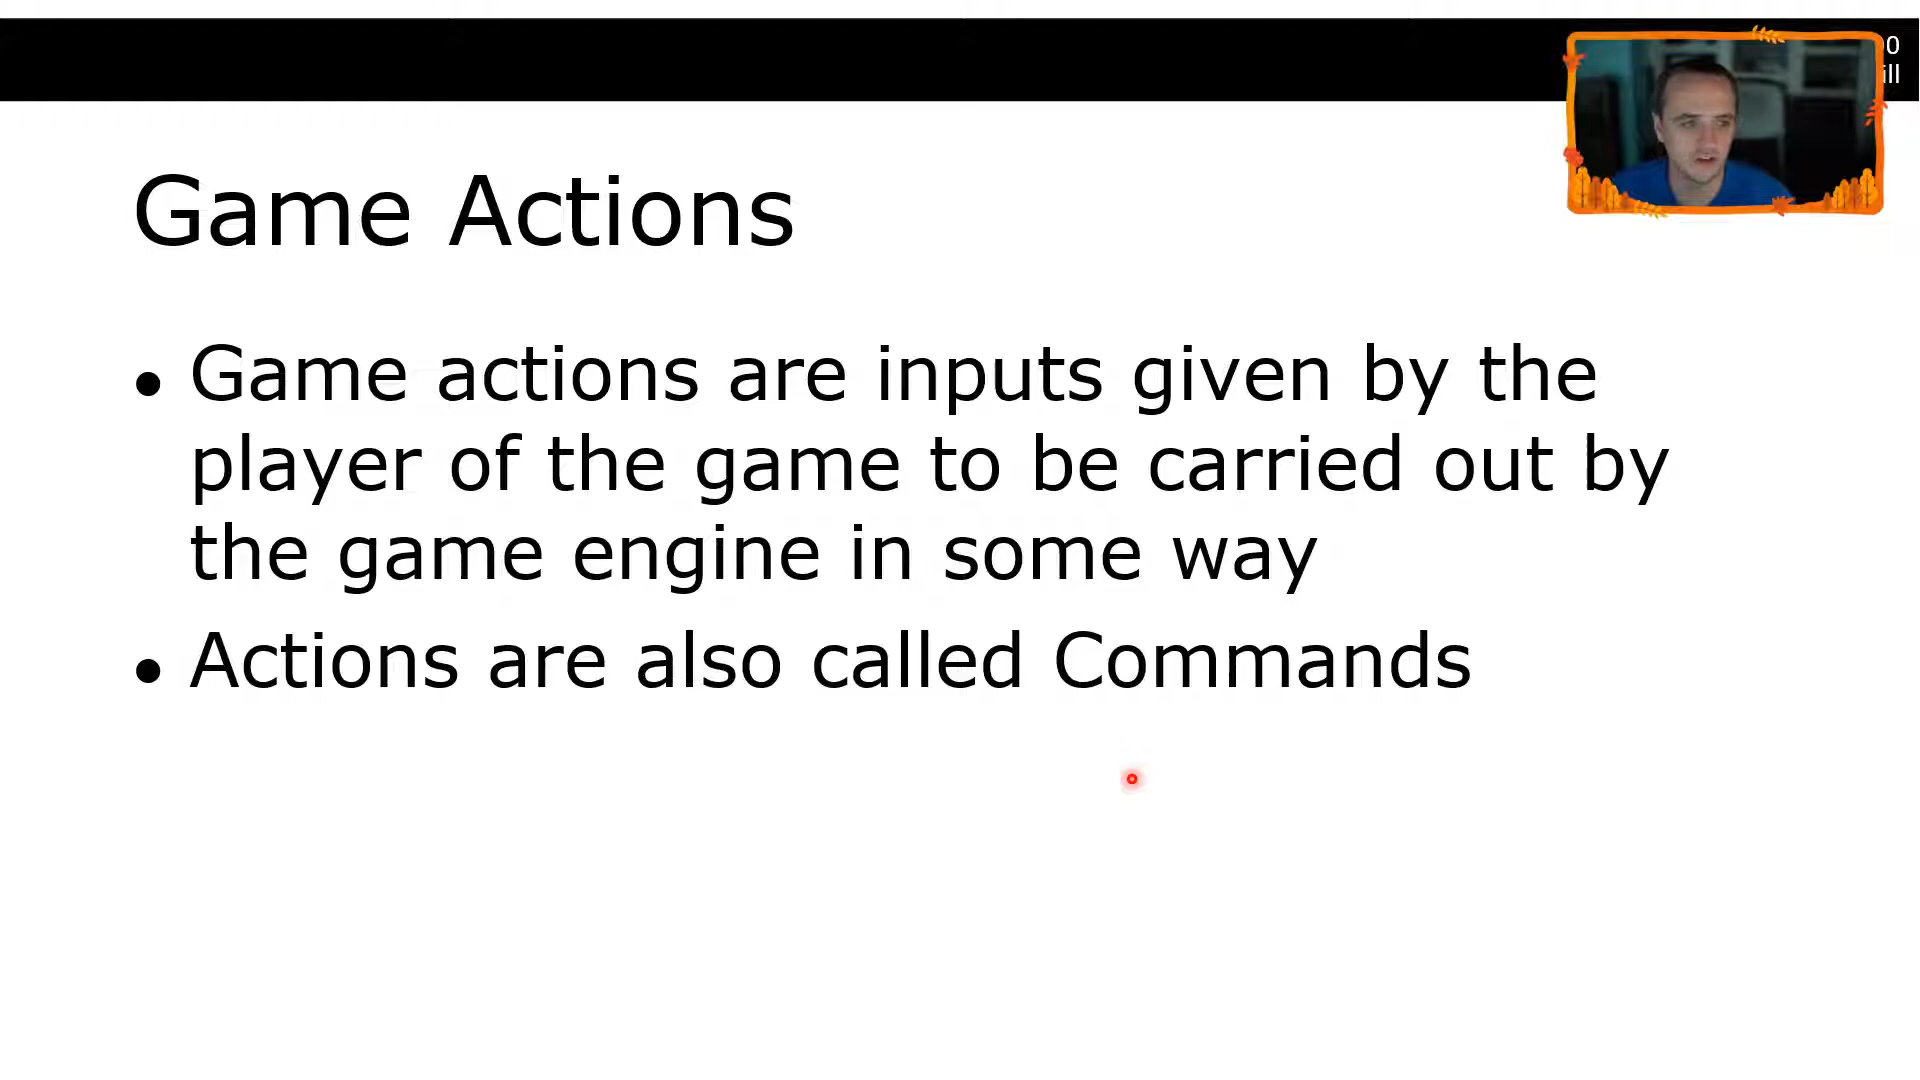 Game Actions
• Game actions are inputs given by the
player of the game to be carried out by
the game engine in some way
• Actions are also called Commands